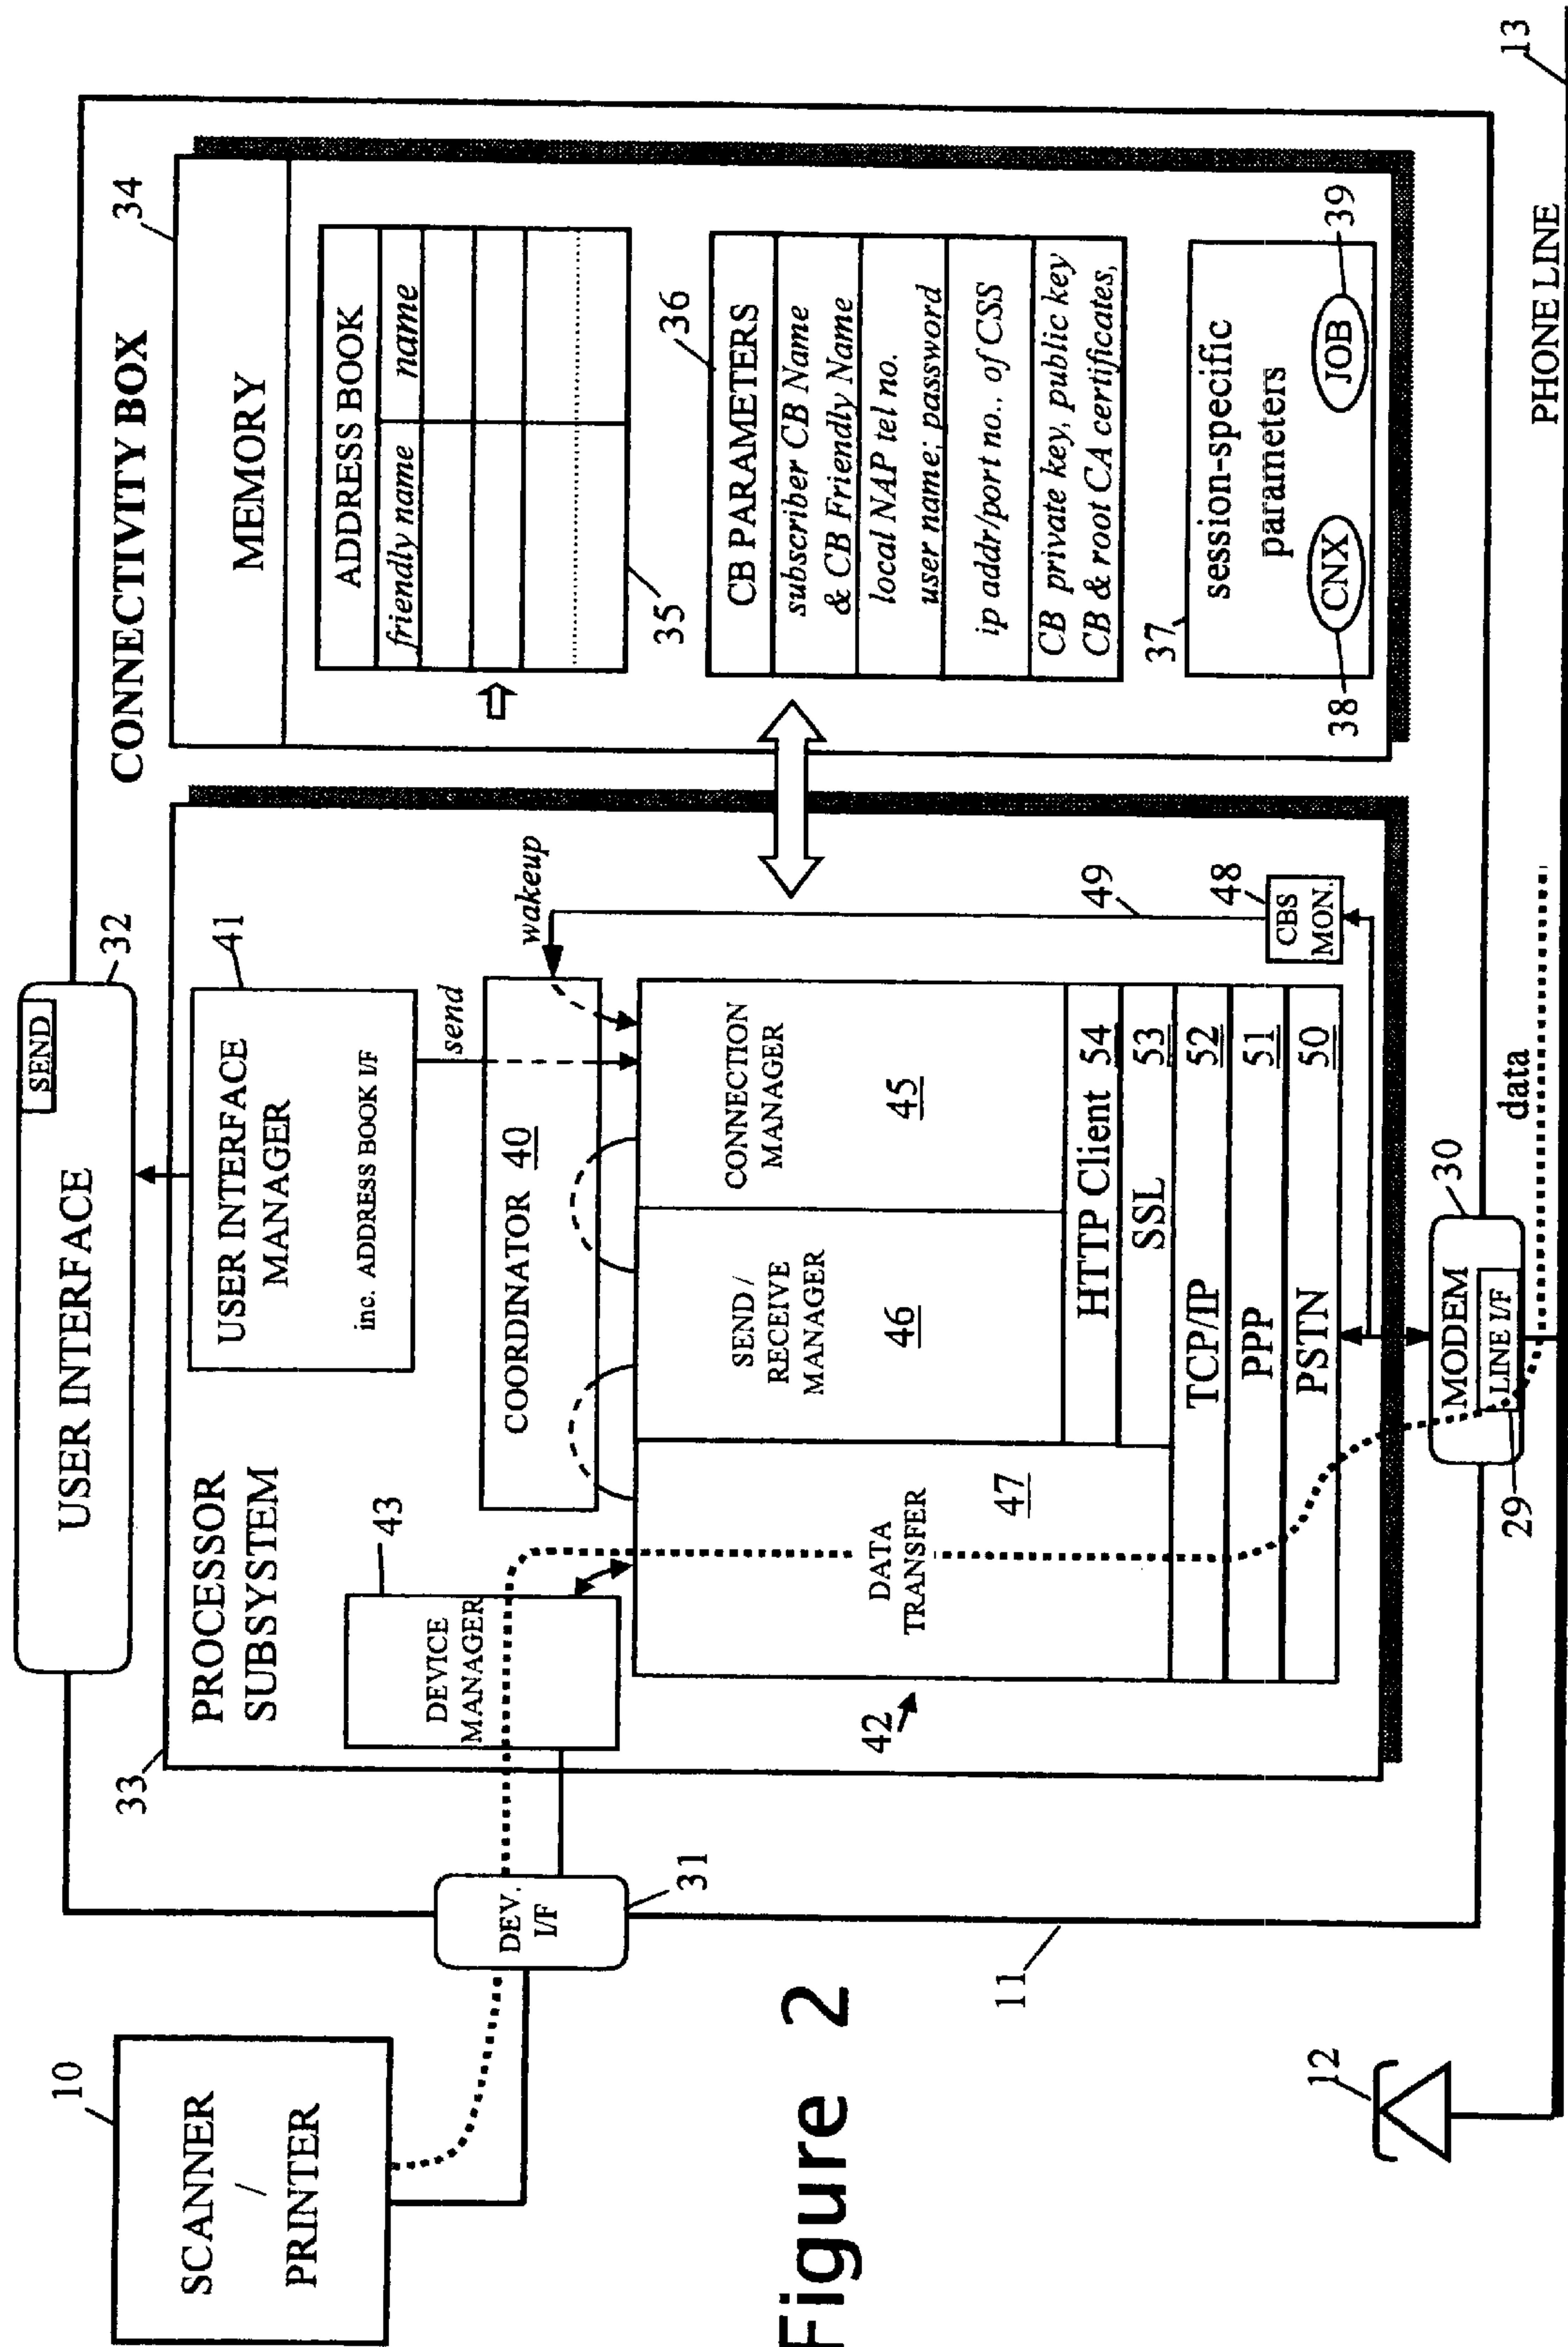 CONNECTIVITY BOX
10
SCANNER
/
PRINTER
USER INTERFACE
SEND
32
33
PROCESSOR
SUBSYSTEM
41
USER INTERFACE
MANAGER
inc. ADDRESS BOOK I/F
send
wakeup
43
DEVICE
MANAGER
COORDINATOR 40
DEV.
I/F
31
42
DATA
TRANSFER
47
SEND /
RECEIVE
MANAGER
46
CONNECTION
MANAGER
45
HTTP Client 54
SSL 53
TCP/IP 52
PPP 51
PSTN 50
49
48
CBS
MON.
34
MEMORY
ADDRESS BOOK
friendly name
name
35
36
CB PARAMETERS
subscriber CB Name
& CB Friendly Name
local NAP tel no.
user name; password
ip addr/port no., of CSS
CB private key, public key
CB & root CA certificates,
37
session-specific
parameters
38
CNX
JOB
39
11
30
MODEM
LINE I/F
29
data
12
PHONE LINE
13
Figure 2